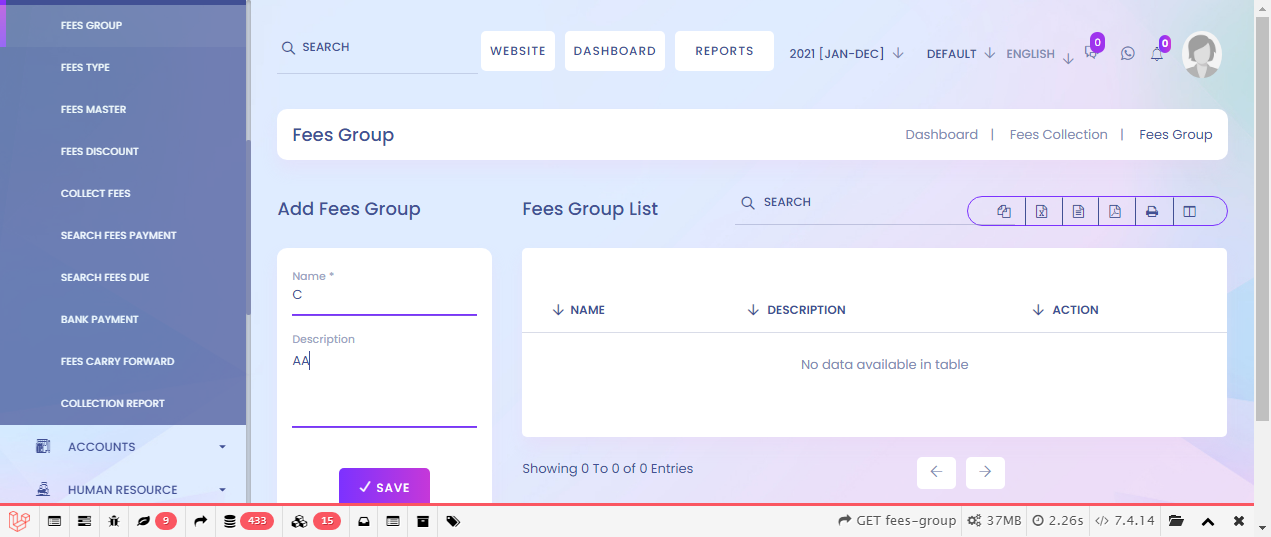 FEES GROUP
FEES TYPE
FEES MASTER
FEES DISCOUNT
COLLECT FEES
SEARCH FEES PAYMENT
SEARCH FEES DUE
BANK PAYMENT
FEES CARRY FORWARD
COLLECTION REPORT
ACCOUNTS
HUMAN RESOURCE
SEARCH WEBSITE DASHBOARD REPORTS 2021 [JAN-DEC] DEFAULT ENGLISH 0 0
Fees Group Dashboard | Fees Collection | Fees Group
Add Fees Group
Name *
C
Description
AA
SAVE
Fees Group List SEARCH
NAME DESCRIPTION ACTION
No data available in table
Showing 0 To 0 of 0 Entries
9 433 15 GET fees-group 37MB 2.26s 7.4.14